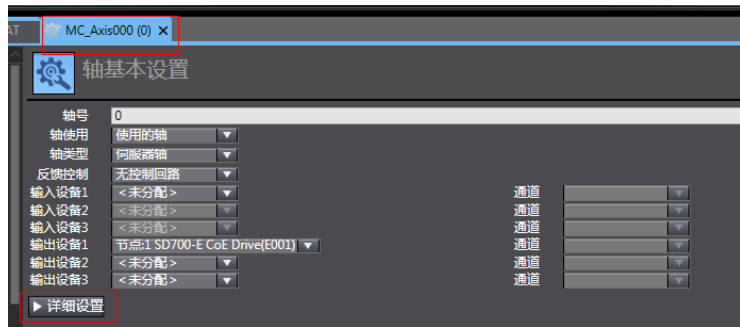 AT MC_Axis000 (0) ×
轴基本设置
轴号 0
轴使用 使用的轴
轴类型 伺服器轴
反馈控制 无控制回路
输入设备1 <未分配> 通道
输入设备2 <未分配> 通道
输入设备3 <未分配> 通道
输出设备1 节点:1 SD700-E CoE Drive(E001) 通道
输出设备2 <未分配> 通道
输出设备3 <未分配> 通道
▶ 详细设置